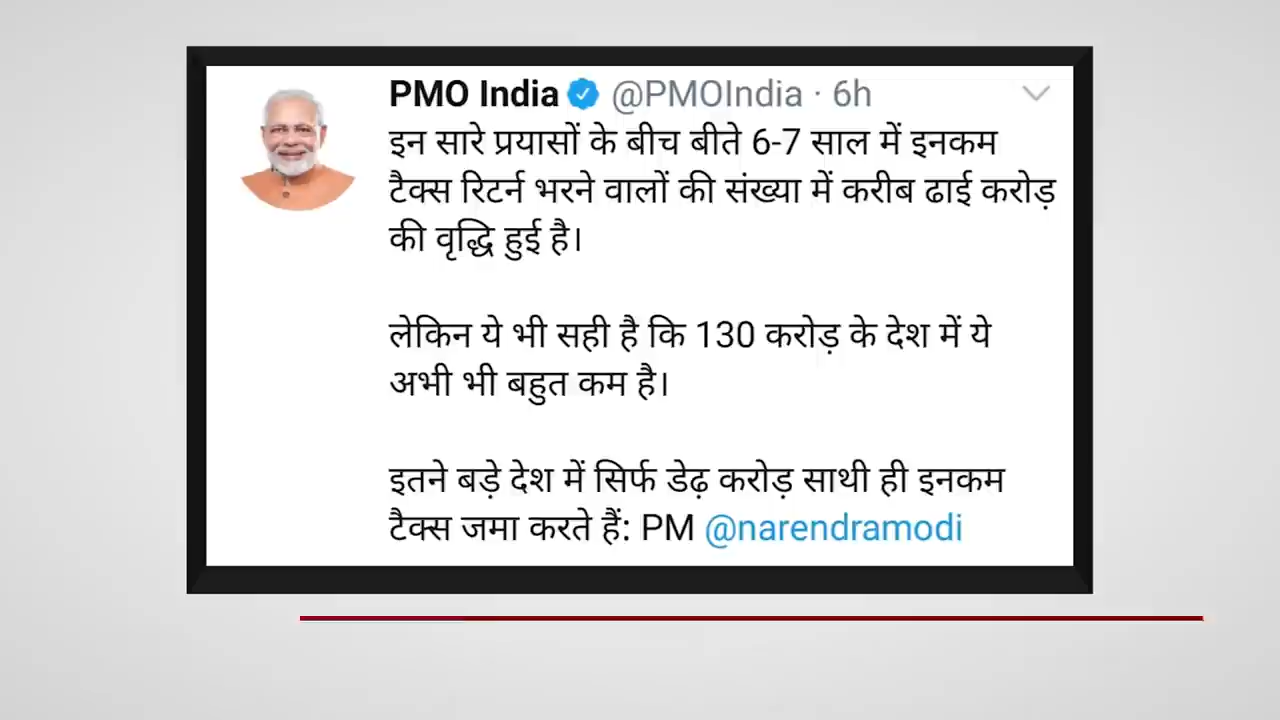 PMO India @PMOIndia · 6h
इन सारे प्रयासों के बीच बीते 6-7 साल में इनकम
टैक्स रिटर्न भरने वालों की संख्या में करीब ढाई करोड़
की वृद्धि हुई है।
लेकिन ये भी सही है कि 130 करोड़ के देश में ये
अभी भी बहुत कम है।
इतने बड़े देश में सिर्फ डेढ़ करोड़ साथी ही इनकम
टैक्स जमा करते हैं: PM @narendramodi